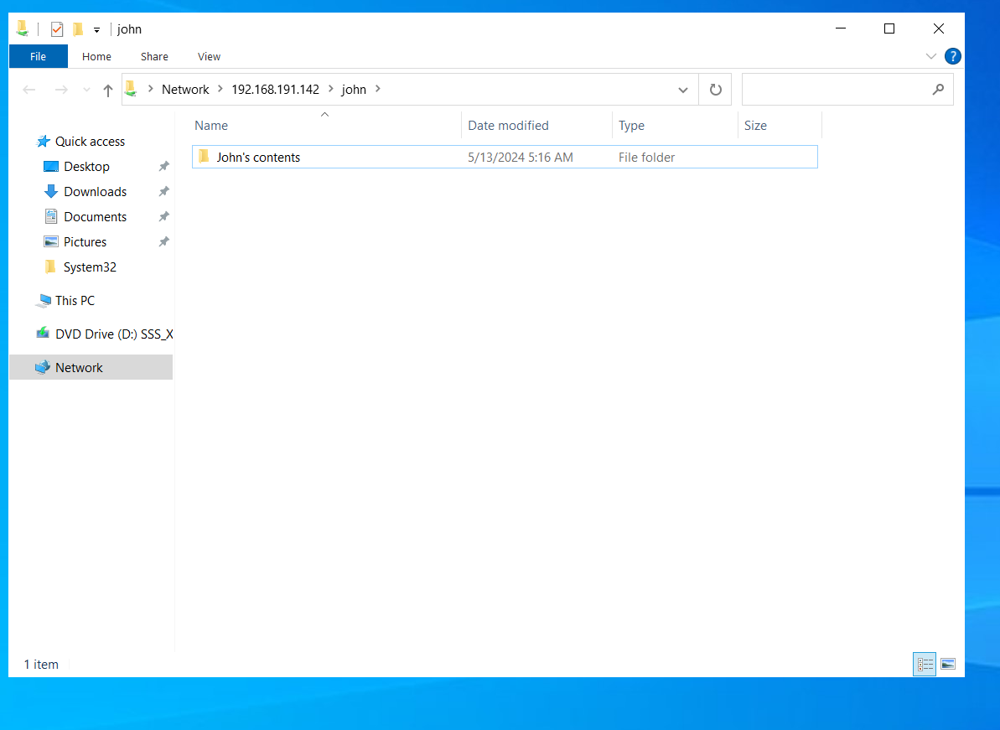 john
File Home Share View
Network 192.168.191.142 john
Name Date modified Type Size
John's contents 5/13/2024 5:16 AM File folder
Quick access
Desktop
Downloads
Documents
Pictures
System32
This PC
DVD Drive (D:) SSS_X
Network
1 item